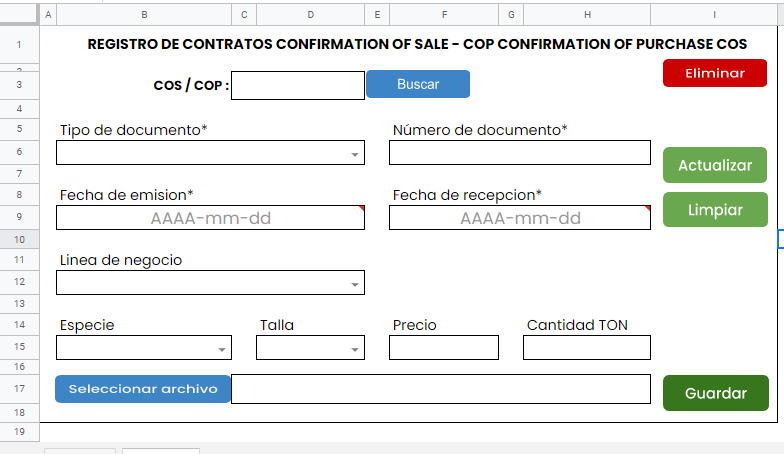 A B C D E F G H I
1 REGISTRO DE CONTRATOS CONFIRMATION OF SALE - COP CONFIRMATION OF PURCHASE COS
Eliminar
3 COS / COP : Buscar
4
5 Tipo de documento* Número de documento*
6
Actualizar
7
8 Fecha de emision* Fecha de recepcion*
Limpiar
9 AAAA-mm-dd AAAA-mm-dd
10
11 Linea de negocio
12
13
14 Especie Talla Precio Cantidad TON
15
16
17 Seleccionar archivo Guardar
18
19